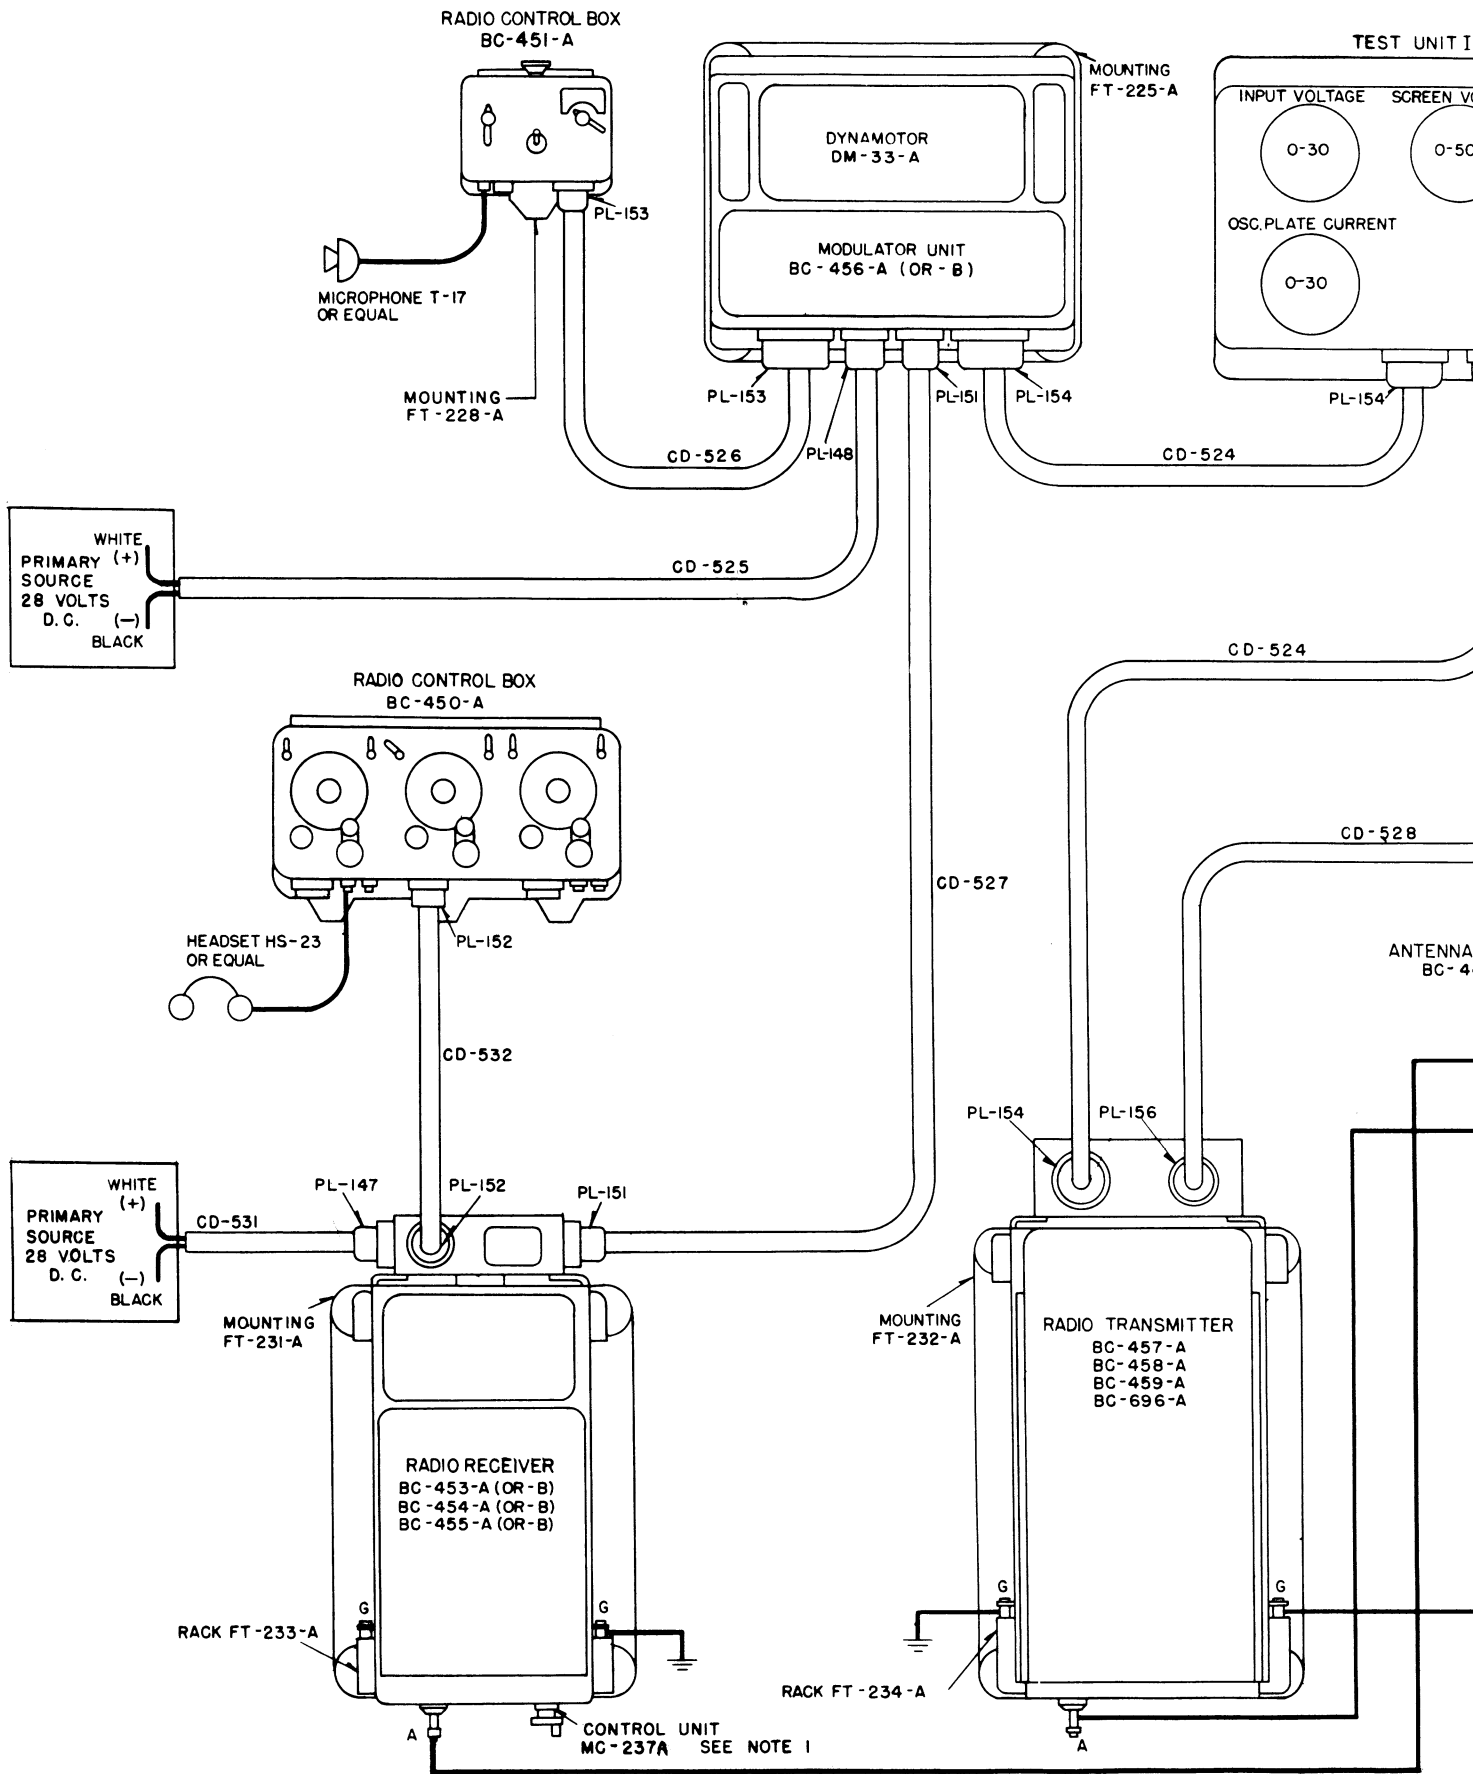 RADIO CONTROL BOX
BC-451-A
PL-153
MICROPHONE T-17
OR EQUAL
MOUNTING
FT-228-A
MOUNTING
FT-225-A
DYNAMOTOR
DM-33-A
MODULATOR UNIT
BC-456-A (OR-B)
PL-153
PL-148
PL-151
PL-154
TEST UNIT I
INPUT VOLTAGE
0-30
SCREEN VO
0-50
OSC. PLATE CURRENT
0-30
PL-154
CD-526
CD-524
WHITE
(+)
PRIMARY
SOURCE
28 VOLTS
D.C.
(-)
BLACK
CD-525
CD-524
RADIO CONTROL BOX
BC-450-A
CD-528
CD-527
HEADSET HS-23
OR EQUAL
PL-152
ANTENNA
BC-4
CD-532
PL-154
PL-156
WHITE
(+)
PRIMARY
SOURCE
28 VOLTS
D.C.
(-)
BLACK
CD-531
PL-147
PL-152
PL-151
MOUNTING
FT-231-A
MOUNTING
FT-232-A
RADIO TRANSMITTER
BC-457-A
BC-458-A
BC-459-A
BC-696-A
RADIO RECEIVER
BC-453-A (OR-B)
BC-454-A (OR-B)
BC-455-A (OR-B)
G
G
G
G
RACK FT-233-A
RACK FT-234-A
A
CONTROL UNIT
MC-237A SEE NOTE 1
A